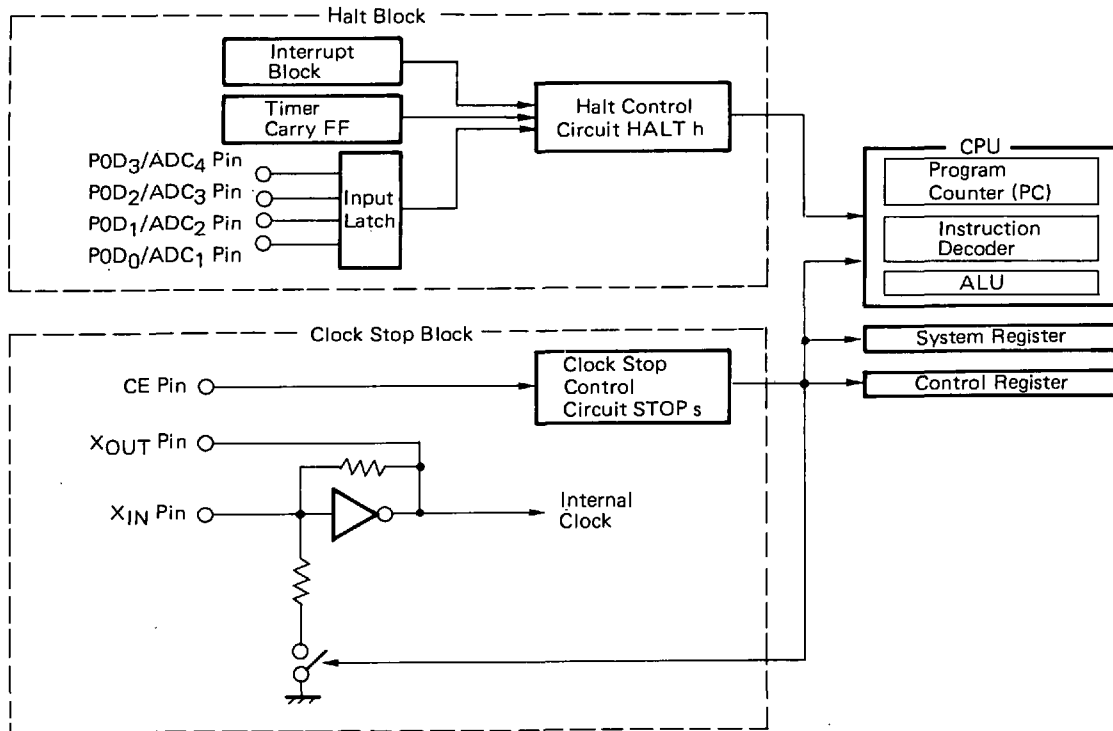 Halt Block
Interrupt
Block
Timer
Carry FF
Halt Control
Circuit HALT h
P0D3/ADC4 Pin
P0D2/ADC3 Pin
P0D1/ADC2 Pin
P0D0/ADC1 Pin
Input
Latch
CPU
Program
Counter (PC)
Instruction
Decoder
ALU
System Register
Control Register
Clock Stop Block
CE Pin
Clock Stop
Control
Circuit STOP s
XOUT Pin
XIN Pin
Internal
Clock